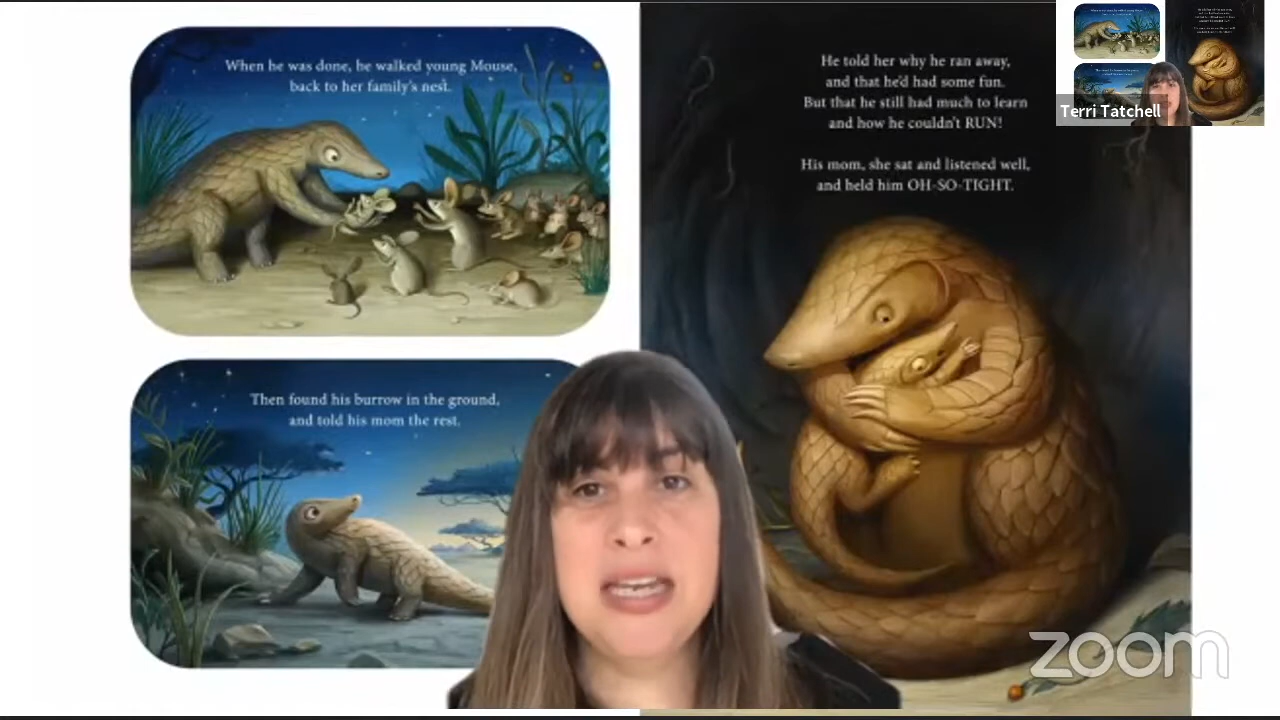 When he was done, he walked young Mouse,
back to her family's nest.
Then found his burrow in the ground,
and told his mom the rest.
He told her why he ran away,
and that he'd had some fun.
But that he still had much to learn
and how he couldn't RUN!
His mom, she sat and listened well,
and held him OH-SO-TIGHT.
Terri Tatchell
zoom